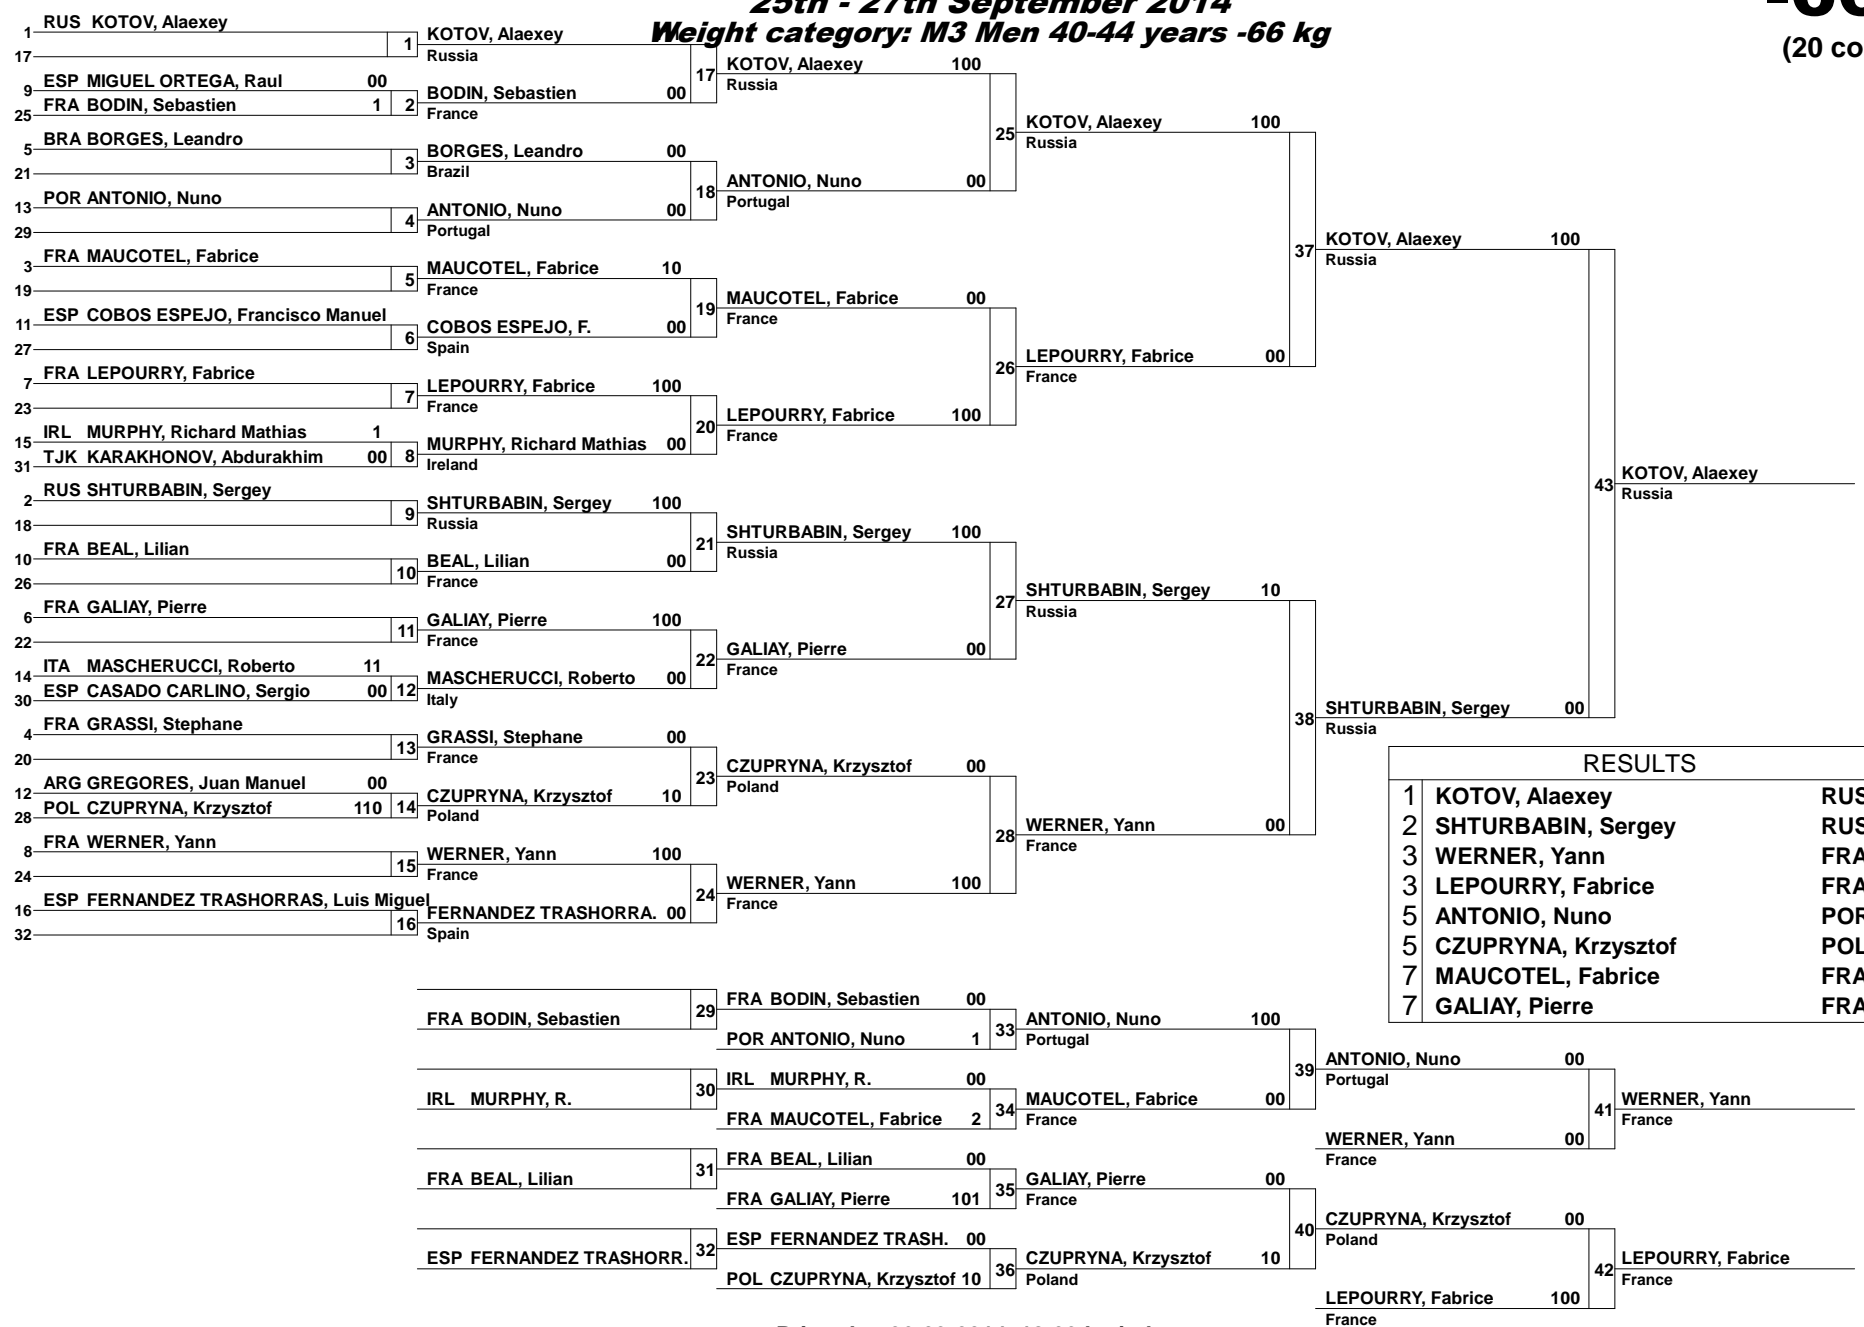 25th - 27th September 2014
Weight category: M3 Men 40-44 years -66 kg
(20 co
1 RUS KOTOV, Alaexey
17
1
9 ESP MIGUEL ORTEGA, Raul 00
25 FRA BODIN, Sebastien 1
2
5 BRA BORGES, Leandro
21
3
13 POR ANTONIO, Nuno
29
4
3 FRA MAUCOTEL, Fabrice
19
5
11 ESP COBOS ESPEJO, Francisco Manuel
27
6
7 FRA LEPOURRY, Fabrice
23
7
15 IRL MURPHY, Richard Mathias 1
31 TJK KARAKHONOV, Abdurakhim 00
8
2 RUS SHTURBABIN, Sergey
18
9
10 FRA BEAL, Lilian
26
10
6 FRA GALIAY, Pierre
22
11
14 ITA MASCHERUCCI, Roberto 11
30 ESP CASADO CARLINO, Sergio 00
12
4 FRA GRASSI, Stephane
20
13
12 ARG GREGORES, Juan Manuel 00
28 POL CZUPRYNA, Krzysztof 110
14
8 FRA WERNER, Yann
24
15
16 ESP FERNANDEZ TRASHORRAS, Luis Miguel
32
16
KOTOV, Alaexey
Russia
17
BODIN, Sebastien 00
France
BORGES, Leandro 00
Brazil
18
ANTONIO, Nuno 00
Portugal
MAUCOTEL, Fabrice 10
France
19
COBOS ESPEJO, F. 00
Spain
LEPOURRY, Fabrice 100
France
20
MURPHY, Richard Mathias 00
Ireland
SHTURBABIN, Sergey 100
Russia
21
BEAL, Lilian 00
France
GALIAY, Pierre 100
France
22
MASCHERUCCI, Roberto 00
Italy
GRASSI, Stephane 00
France
23
CZUPRYNA, Krzysztof 10
Poland
WERNER, Yann 100
France
24
FERNANDEZ TRASHORRA. 00
Spain
KOTOV, Alaexey 100
Russia
25
ANTONIO, Nuno 00
Portugal
MAUCOTEL, Fabrice 00
France
26
LEPOURRY, Fabrice 100
France
SHTURBABIN, Sergey 100
Russia
27
GALIAY, Pierre 00
France
CZUPRYNA, Krzysztof 00
Poland
28
WERNER, Yann 100
France
KOTOV, Alaexey 100
Russia
37
LEPOURRY, Fabrice 00
France
SHTURBABIN, Sergey 10
Russia
38
WERNER, Yann 00
France
KOTOV, Alaexey 100
Russia
43
SHTURBABIN, Sergey 00
Russia
KOTOV, Alaexey
Russia
RESULTS
1 KOTOV, Alaexey RUS
2 SHTURBABIN, Sergey RUS
3 WERNER, Yann FRA
3 LEPOURRY, Fabrice FRA
5 ANTONIO, Nuno POR
5 CZUPRYNA, Krzysztof POL
7 MAUCOTEL, Fabrice FRA
7 GALIAY, Pierre FRA
FRA BODIN, Sebastien
29
IRL MURPHY, R.
30
FRA BEAL, Lilian
31
ESP FERNANDEZ TRASHORR.
32
FRA BODIN, Sebastien 00
POR ANTONIO, Nuno 1
33
IRL MURPHY, R. 00
FRA MAUCOTEL, Fabrice 2
34
FRA BEAL, Lilian 00
FRA GALIAY, Pierre 101
35
ESP FERNANDEZ TRASH. 00
POL CZUPRYNA, Krzysztof 10
36
ANTONIO, Nuno 100
Portugal
39
MAUCOTEL, Fabrice 00
France
GALIAY, Pierre 00
France
40
CZUPRYNA, Krzysztof 10
Poland
ANTONIO, Nuno 00
Portugal
41
WERNER, Yann 00
France
CZUPRYNA, Krzysztof 00
Poland
42
LEPOURRY, Fabrice 100
France
WERNER, Yann
France
LEPOURRY, Fabrice
France